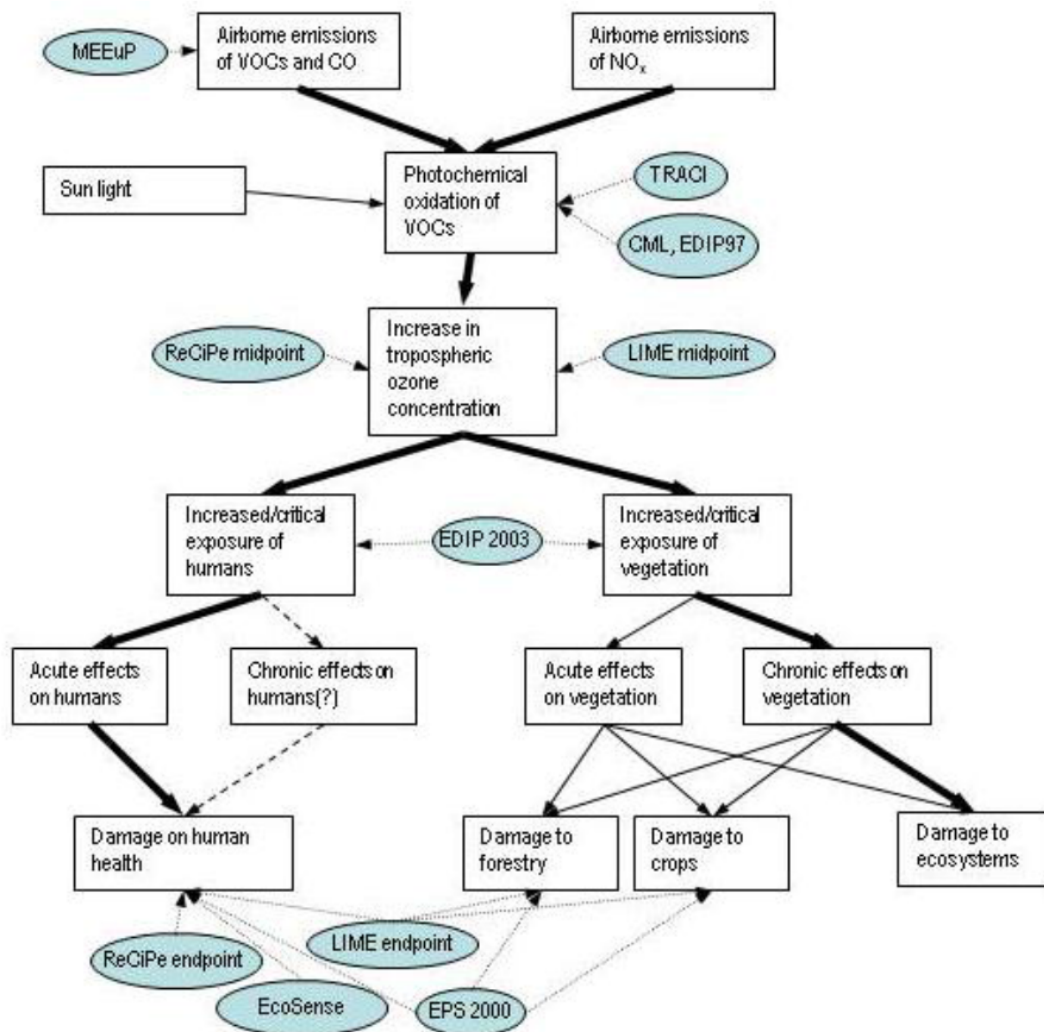 MEEuP
Airborne emissions
of VOCs and CO
Airborne emissions
of NOx
Sun light
Photochemical
oxidation of
VOCs
TRACI
CML, EDIP97
ReCiPe midpoint
Increase in
tropospheric
ozone
concentration
LIME midpoint
Increased/critical
exposure of
humans
EDIP 2003
Increased/critical
exposure of
vegetation
Acute effects
on humans
Chronic effects on
humans(?)
Acute effects
on vegetation
Chronic effects on
vegetation
Damage on human
health
Damage to
forestry
Damage to
crops
Damage to
ecosystems
ReCiPe endpoint
LIME endpoint
EcoSense
EPS 2000